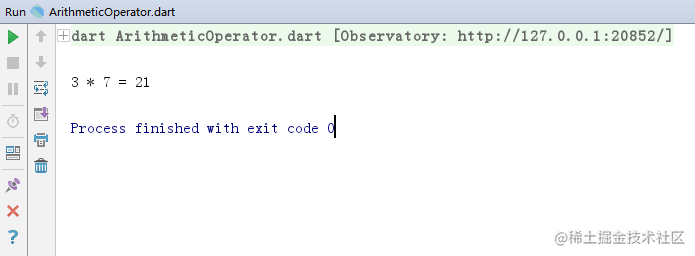 Run ArithmeticOperator.dart
dart ArithmeticOperator.dart [Observatory: http://127.0.0.1:20852/]
3 * 7 = 21
Process finished with exit code 0
@稀土掘金技术社区